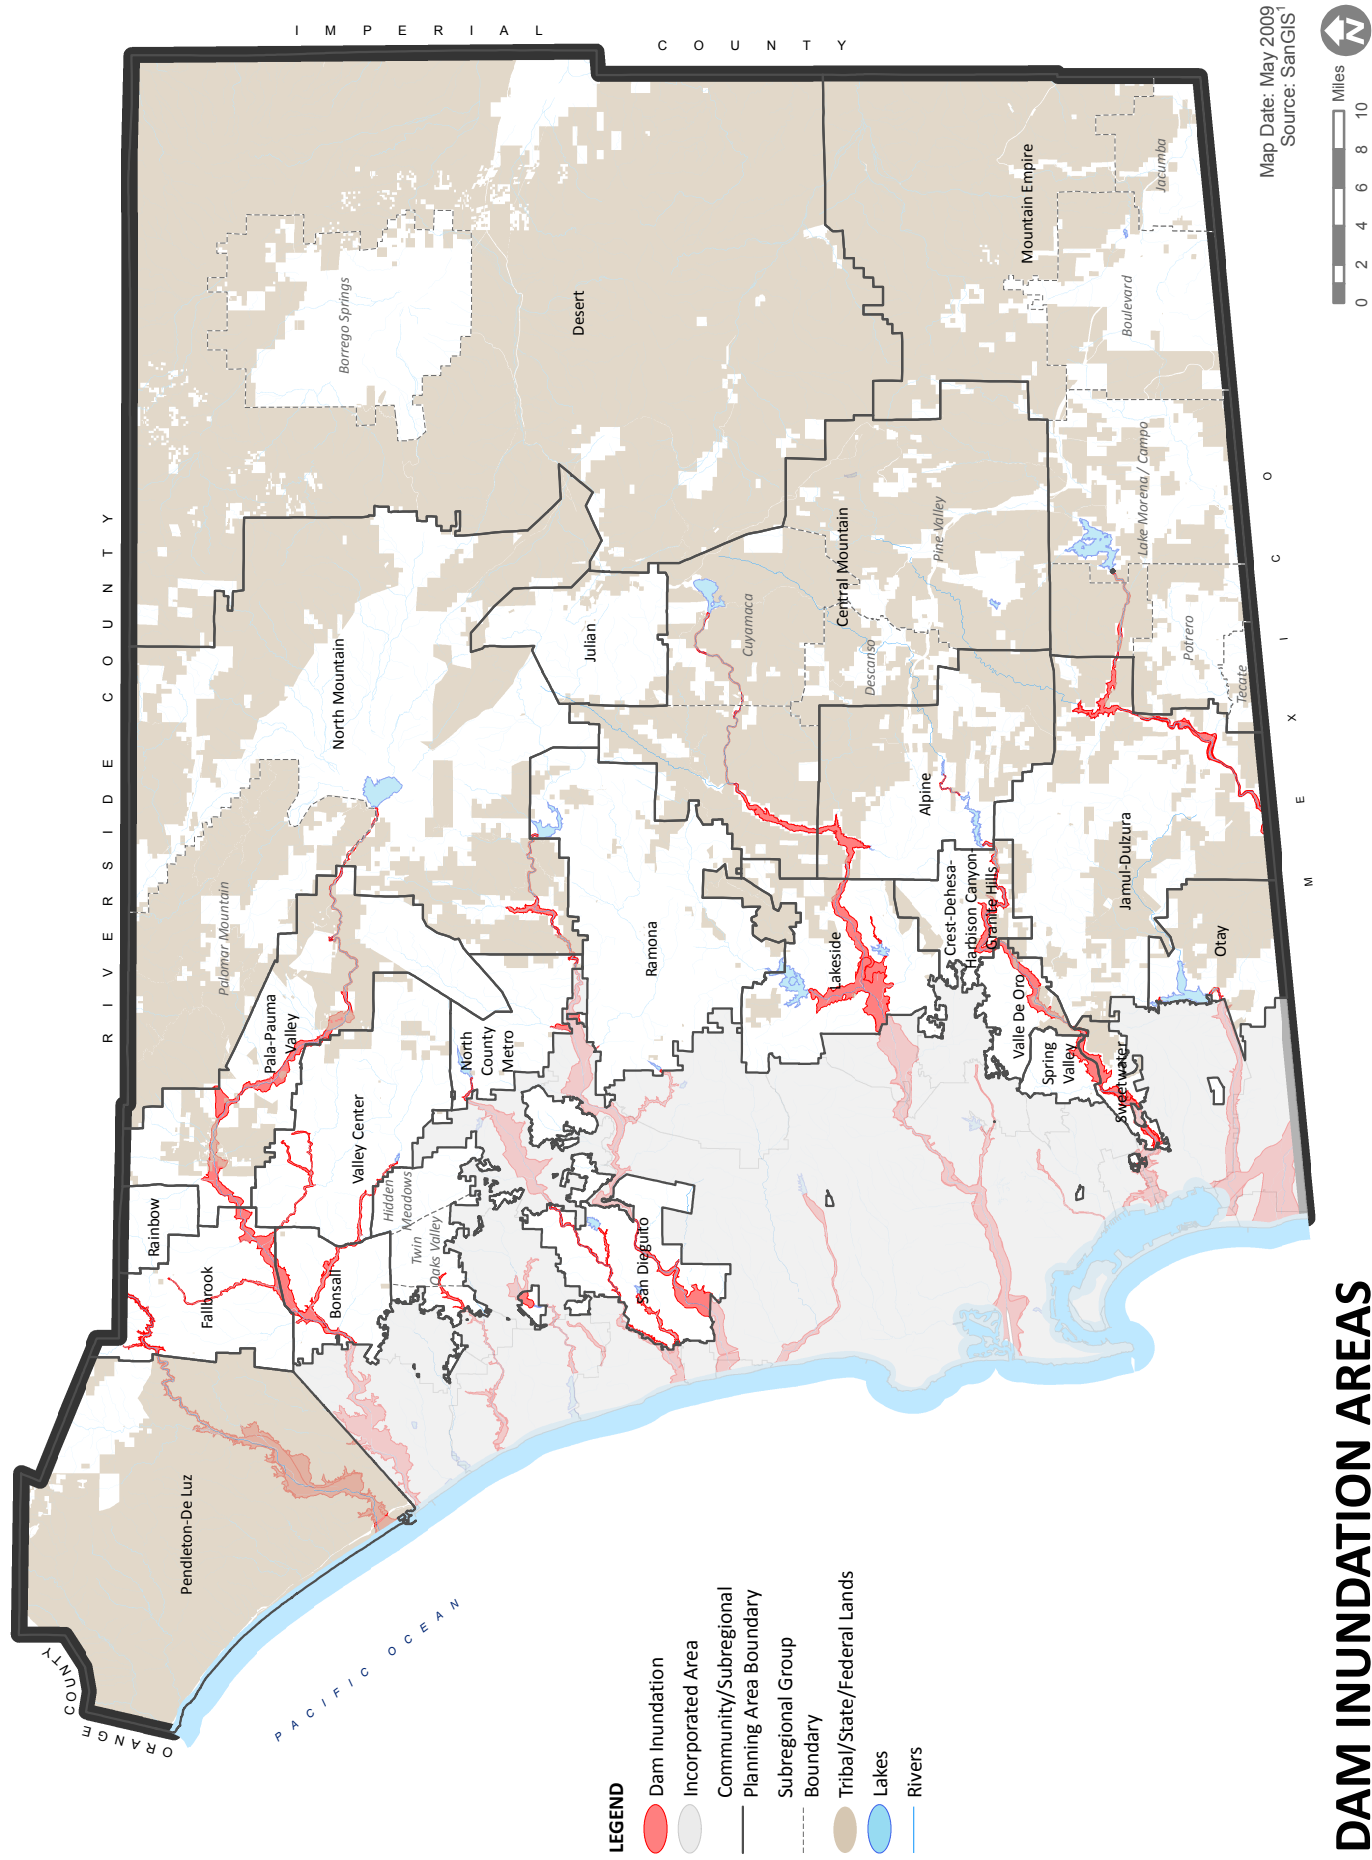 DAM INUNDATION AREAS
ORANGE
COUNTY
RIVERSIDE COUNTY
IMPERIAL
COUNTY
MEXICO
PACIFIC OCEAN
Pendleton-De Luz
Fallbrook
Rainbow
Bonsall
Pala-Pauma
Valley
Palomar Mountain
North Mountain
Borrego Springs
Desert
Valley Center
Hidden
Meadows
Twin
Oaks Valley
North
County
Metro
Julian
San Dieguito
Ramona
Cuyamaca
Central Mountain
Descanso
Pine Valley
Lakeside
Alpine
Crest-Dehesa-
Harbison Canyon-
Granite Hills
Valle De Oro
Spring
Valley
Sweetwater
Jamul-Dulzura
Otay
Mountain Empire
Jacumba
Boulevard
Lake Morena / Campo
Potrero
Tecate
LEGEND
Dam Inundation
Incorporated Area
Community/Subregional
Planning Area Boundary
Subregional Group
Boundary
Tribal/State/Federal Lands
Lakes
Rivers
Map Date: May 2009
Source: SanGIS1
N
0 2 4 6 8 10 Miles